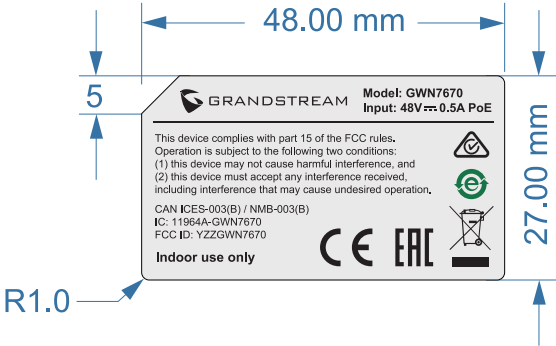 48.00 mm
5
GRANDSTREAM
Model: GWN7670
Input: 48V⎓0.5A PoE
This device complies with part 15 of the FCC rules.
Operation is subject to the following two conditions:
(1) this device may not cause harmful interference, and
(2) this device must accept any interference received,
including interference that may cause undesired operation.
CAN ICES-003(B) / NMB-003(B)
IC: 11964A-GWN7670
FCC ID: YZZGWN7670
Indoor use only
CE
EAC
e
27.00 mm
R1.0